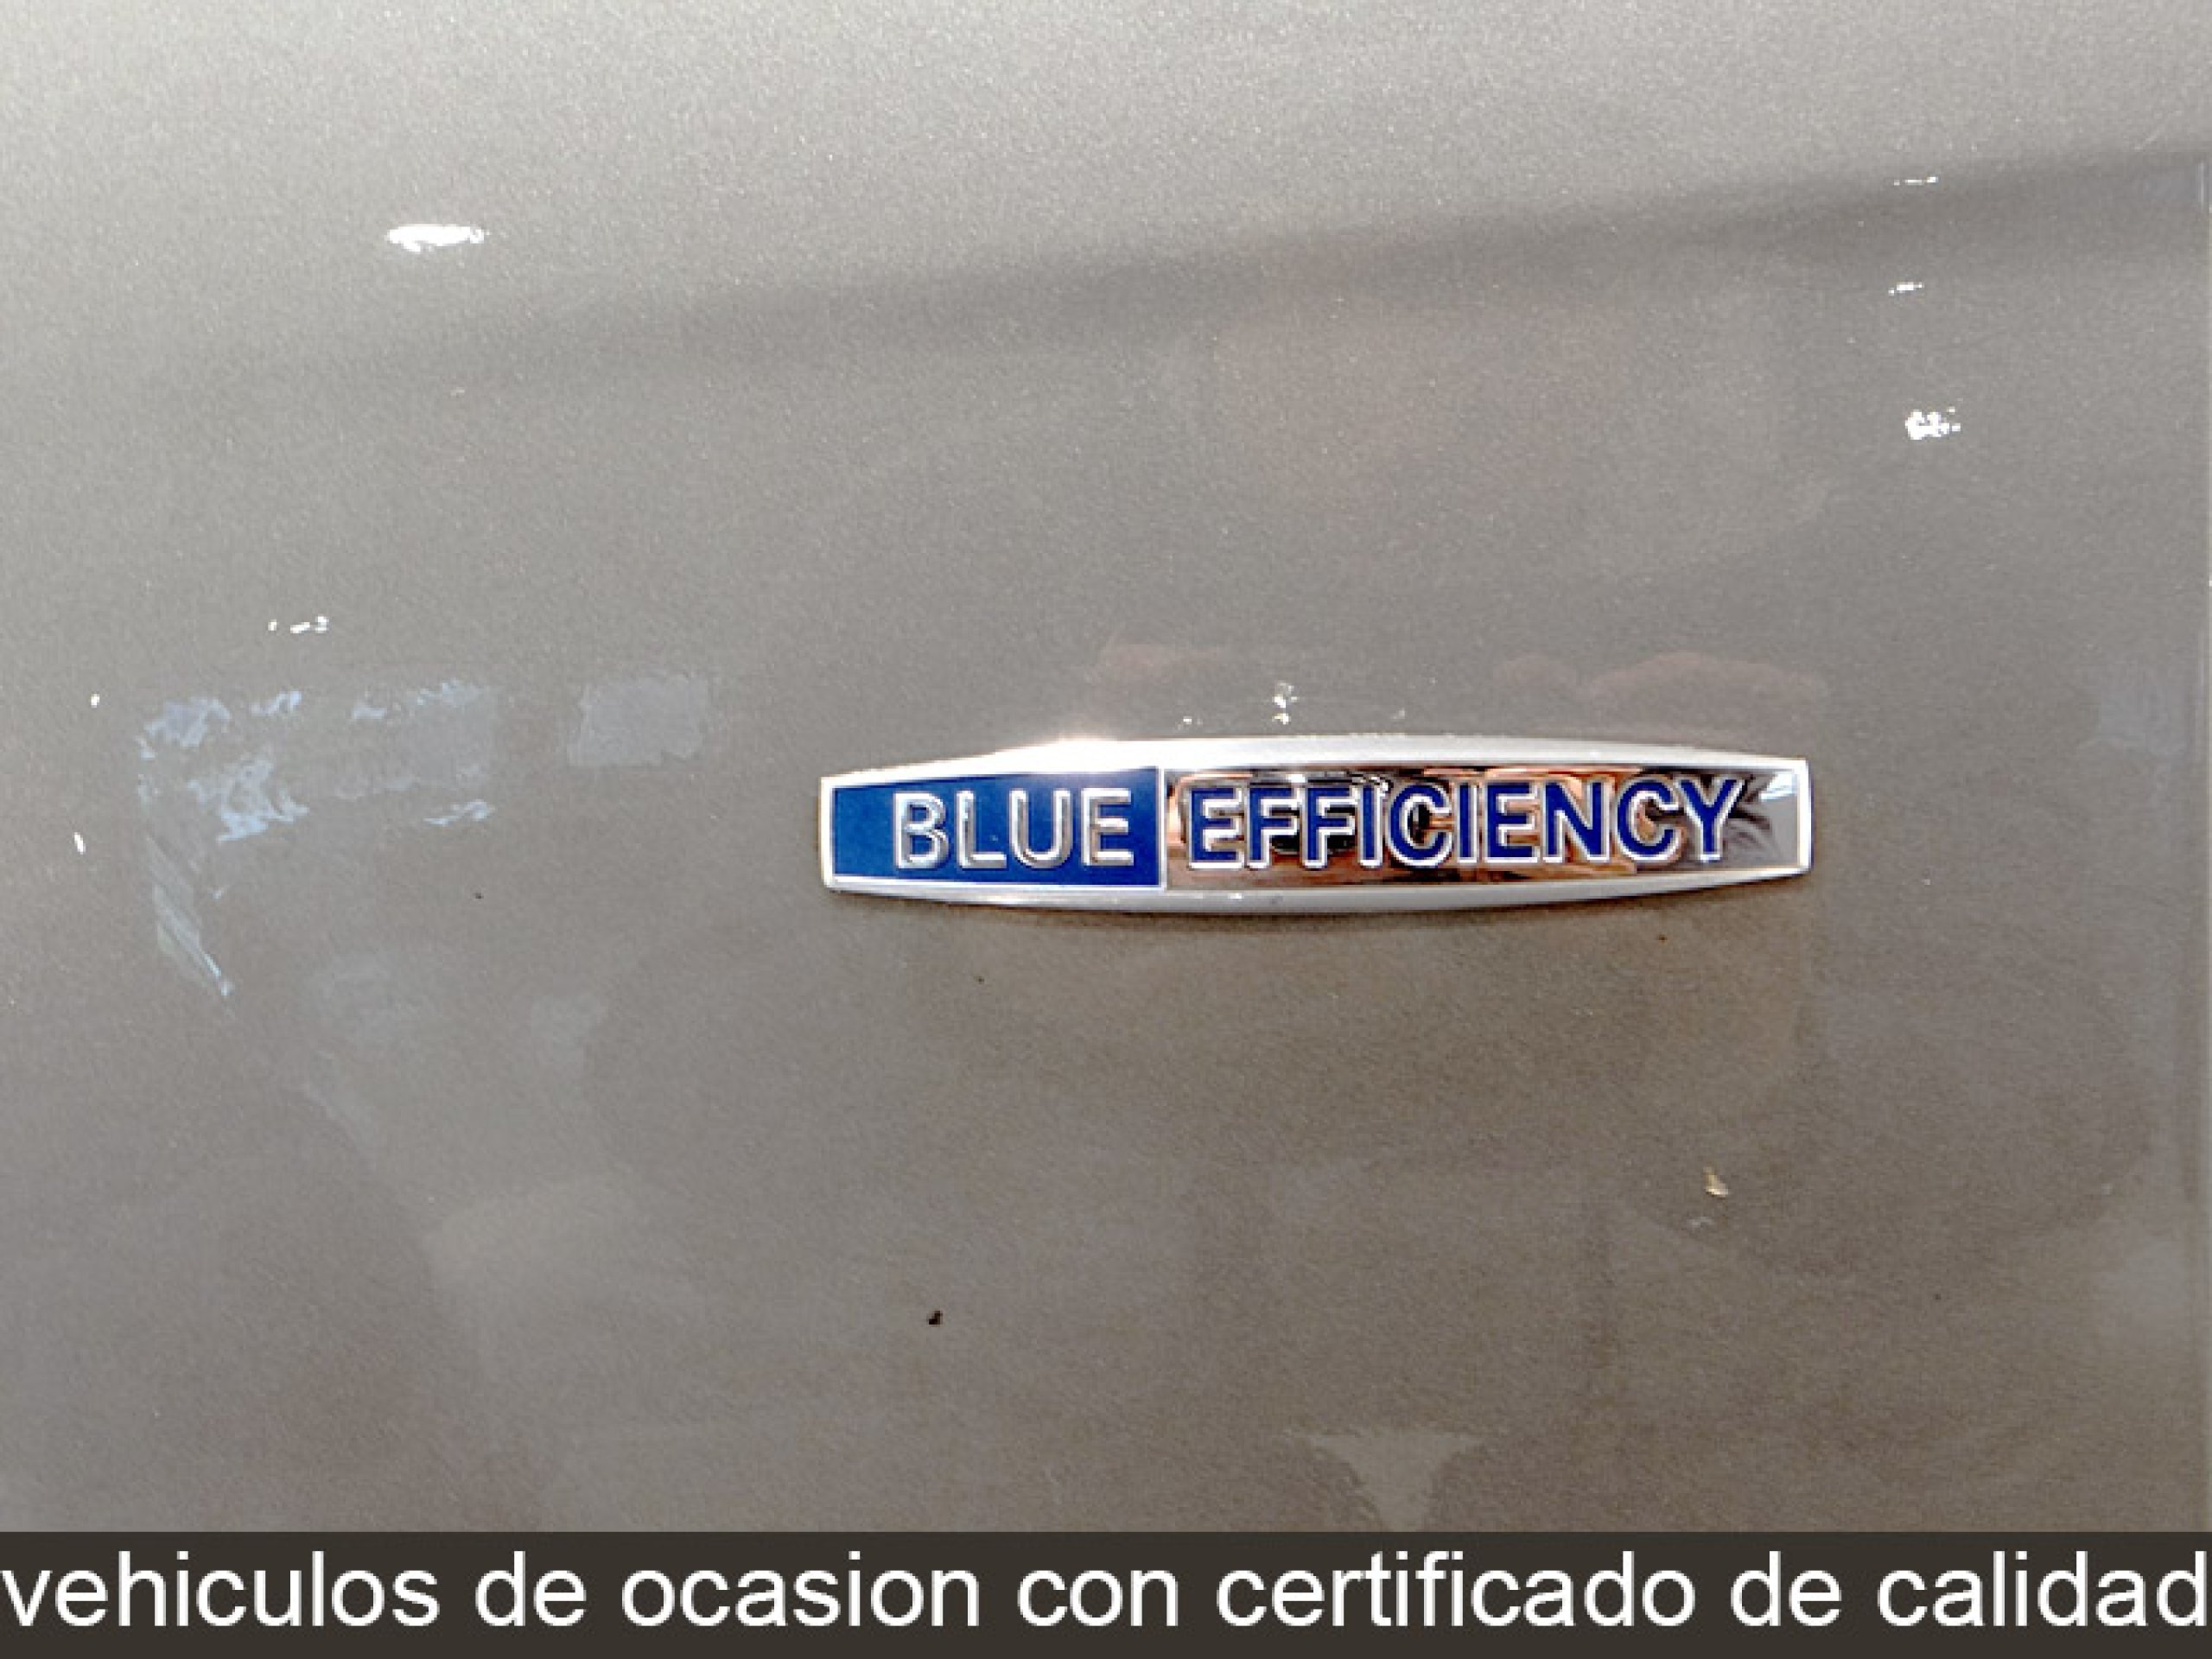 BLUE EFFICIENCY
vehiculos de ocasion con certificado de calidad